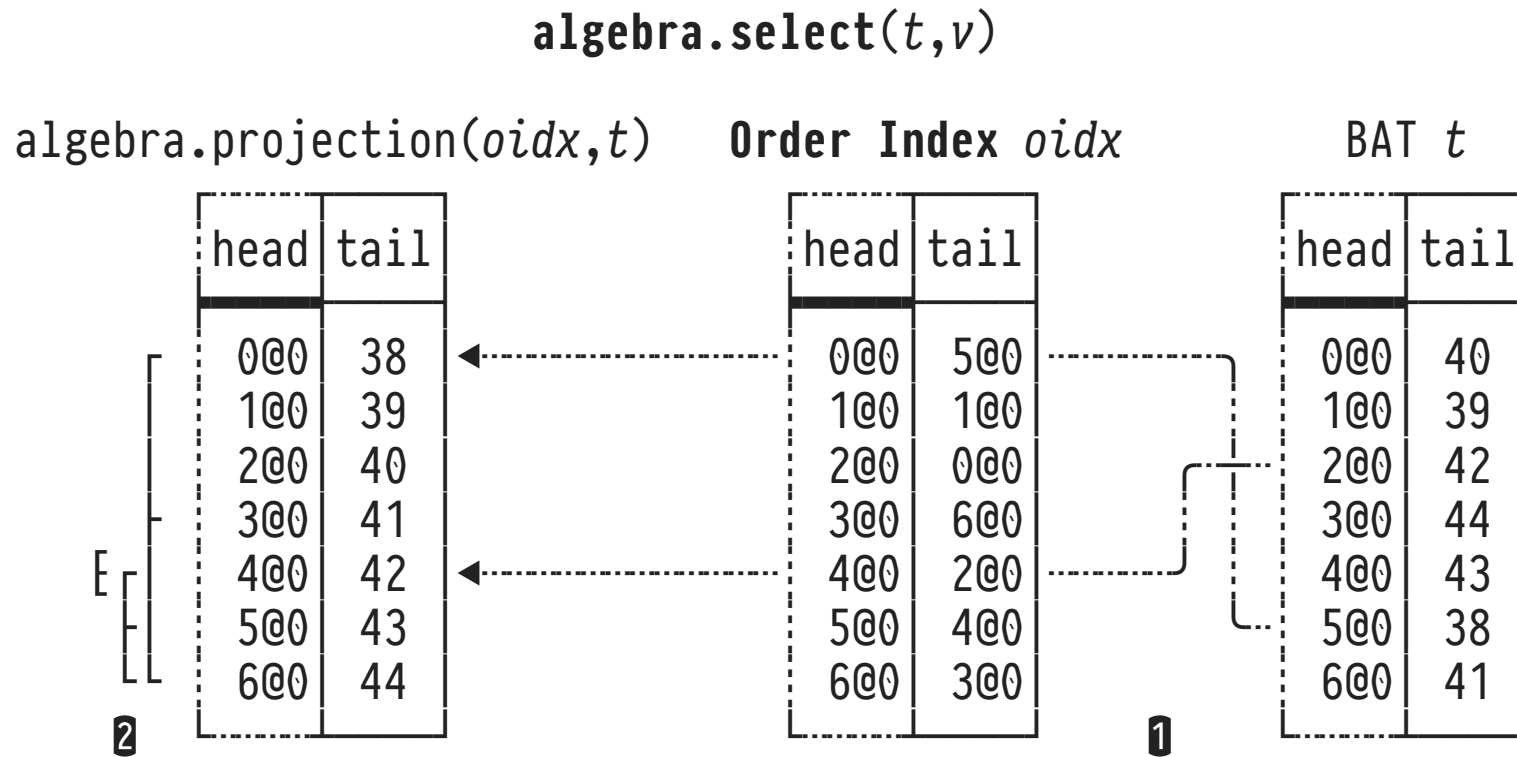 algebra.select(t,v)
algebra.projection(oidx,t) Order Index oidx BAT t
head tail head tail head tail
0@0 38 0@0 5@0 0@0 40
1@0 39 1@0 1@0 1@0 39
2@0 40 2@0 0@0 2@0 42
3@0 41 3@0 6@0 3@0 44
4@0 42 4@0 2@0 4@0 43
5@0 43 5@0 4@0 5@0 38
6@0 44 6@0 3@0 6@0 41
2 1